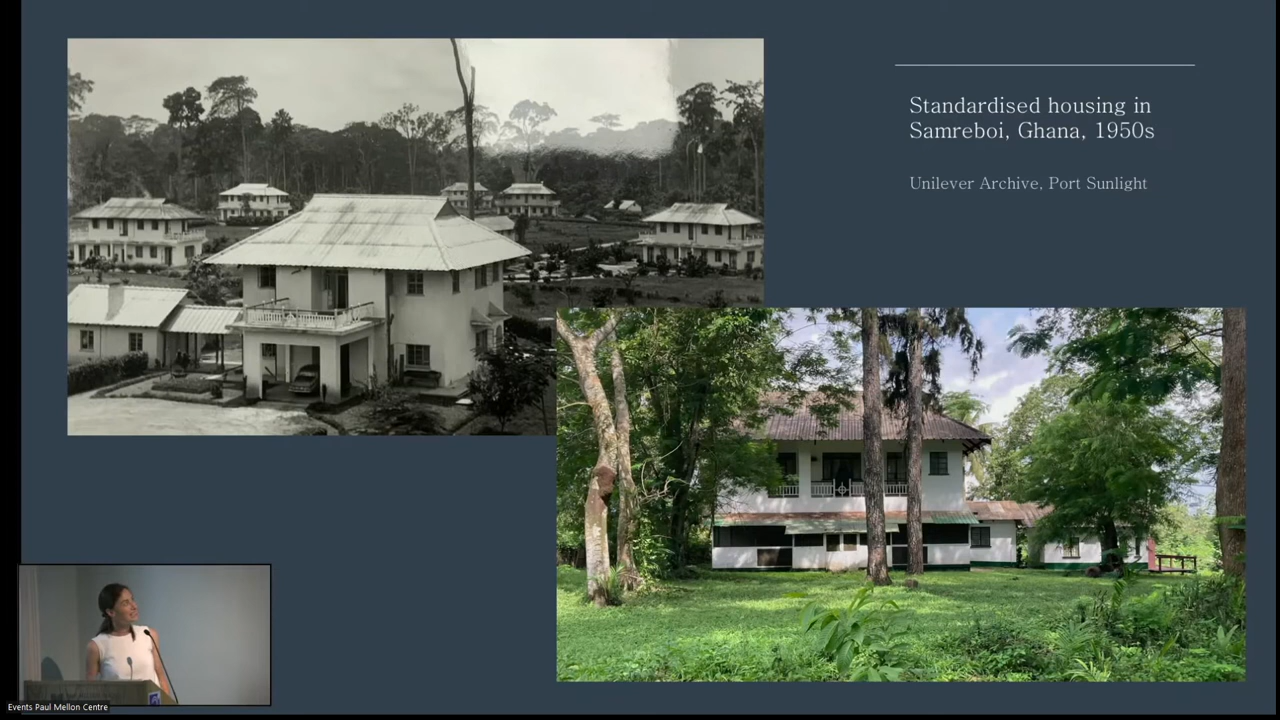 Standardised housing in
Samreboi, Ghana, 1950s
Unilever Archive, Port Sunlight
Events Paul Mellon Centre